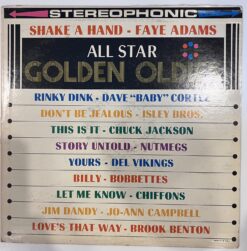 STEREOPHONIC
SHAKE A HAND - FAYE ADAMS
ALL STAR
GOLDEN OLDIES
RINKY DINK - DAVE "BABY" CORTEZ
DON'T BE JEALOUS - ISLEY BROS.
THIS IS IT - CHUCK JACKSON
STORY UNTOLD - NUTMEGS
YOURS - DEL VIKINGS
BILLY - BOBBETTES
LET ME KNOW - CHIFFONS
JIM DANDY - JO-ANN CAMPBELL
LOVE'S THAT WAY - BROOK BENTON